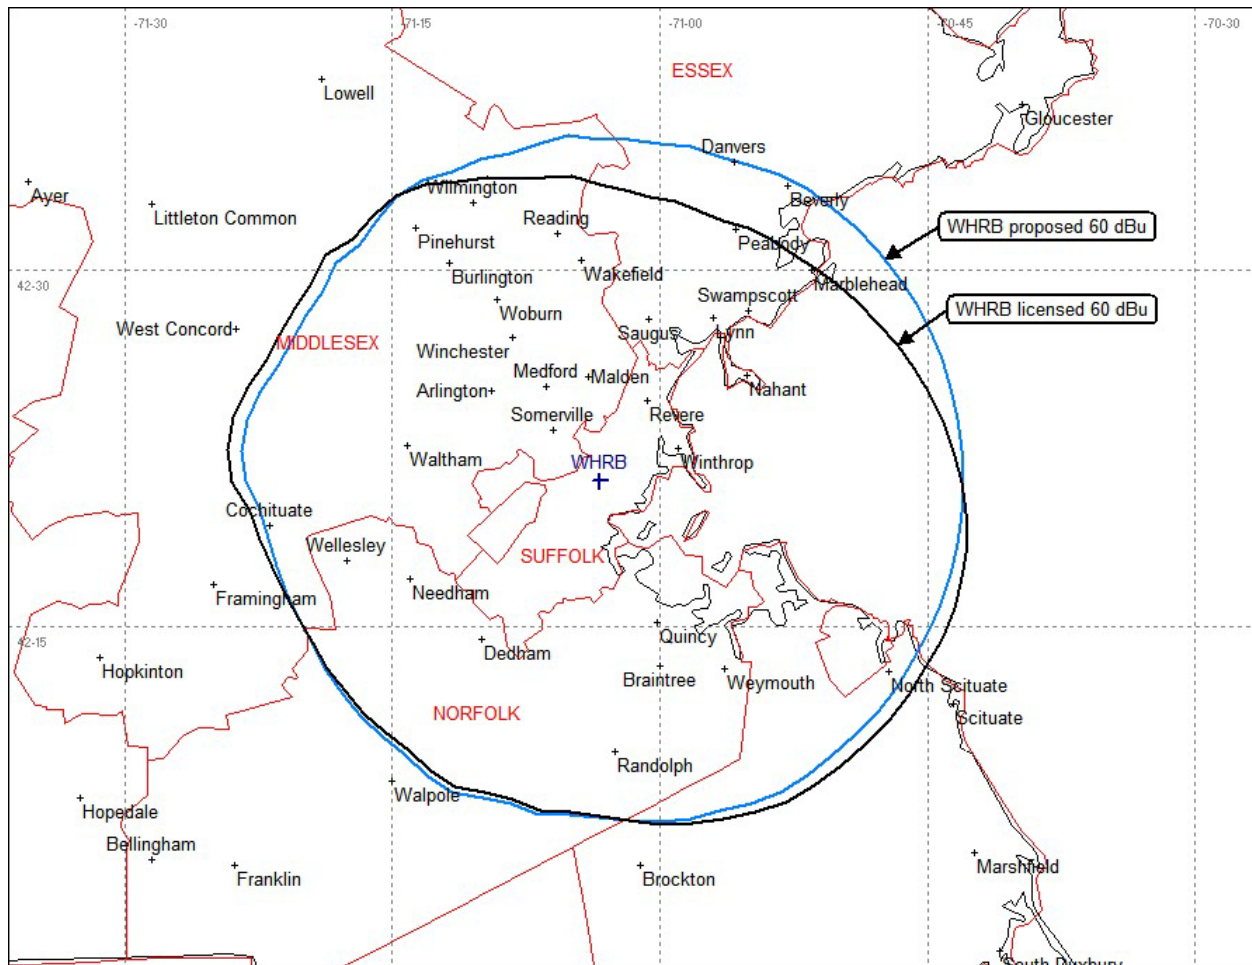 -71-30
-71-15
-71-00
-70-45
-70-30
ESSEX
Lowell
Gloucester
Danvers
Ayer
Wilmington
Beverly
Littleton Common
Reading
WHRB proposed 60 dBu
Pinehurst
Peabody
Burlington
Wakefield
42-30
Marblehead
Swampscott
Woburn
WHRB licensed 60 dBu
West Concord
Saugus
Lynn
MIDDLESEX
Winchester
Medford
Malden
Arlington
Nahant
Somerville
Revere
Waltham
WHRB
Winthrop
Cochituate
Wellesley
SUFFOLK
Needham
Framingham
42-15
Quincy
Dedham
Hopkinton
Braintree
Weymouth
North Scituate
NORFOLK
Scituate
Randolph
Walpole
Hopedale
Bellingham
Franklin
Brockton
Marshfield
South Duxbury